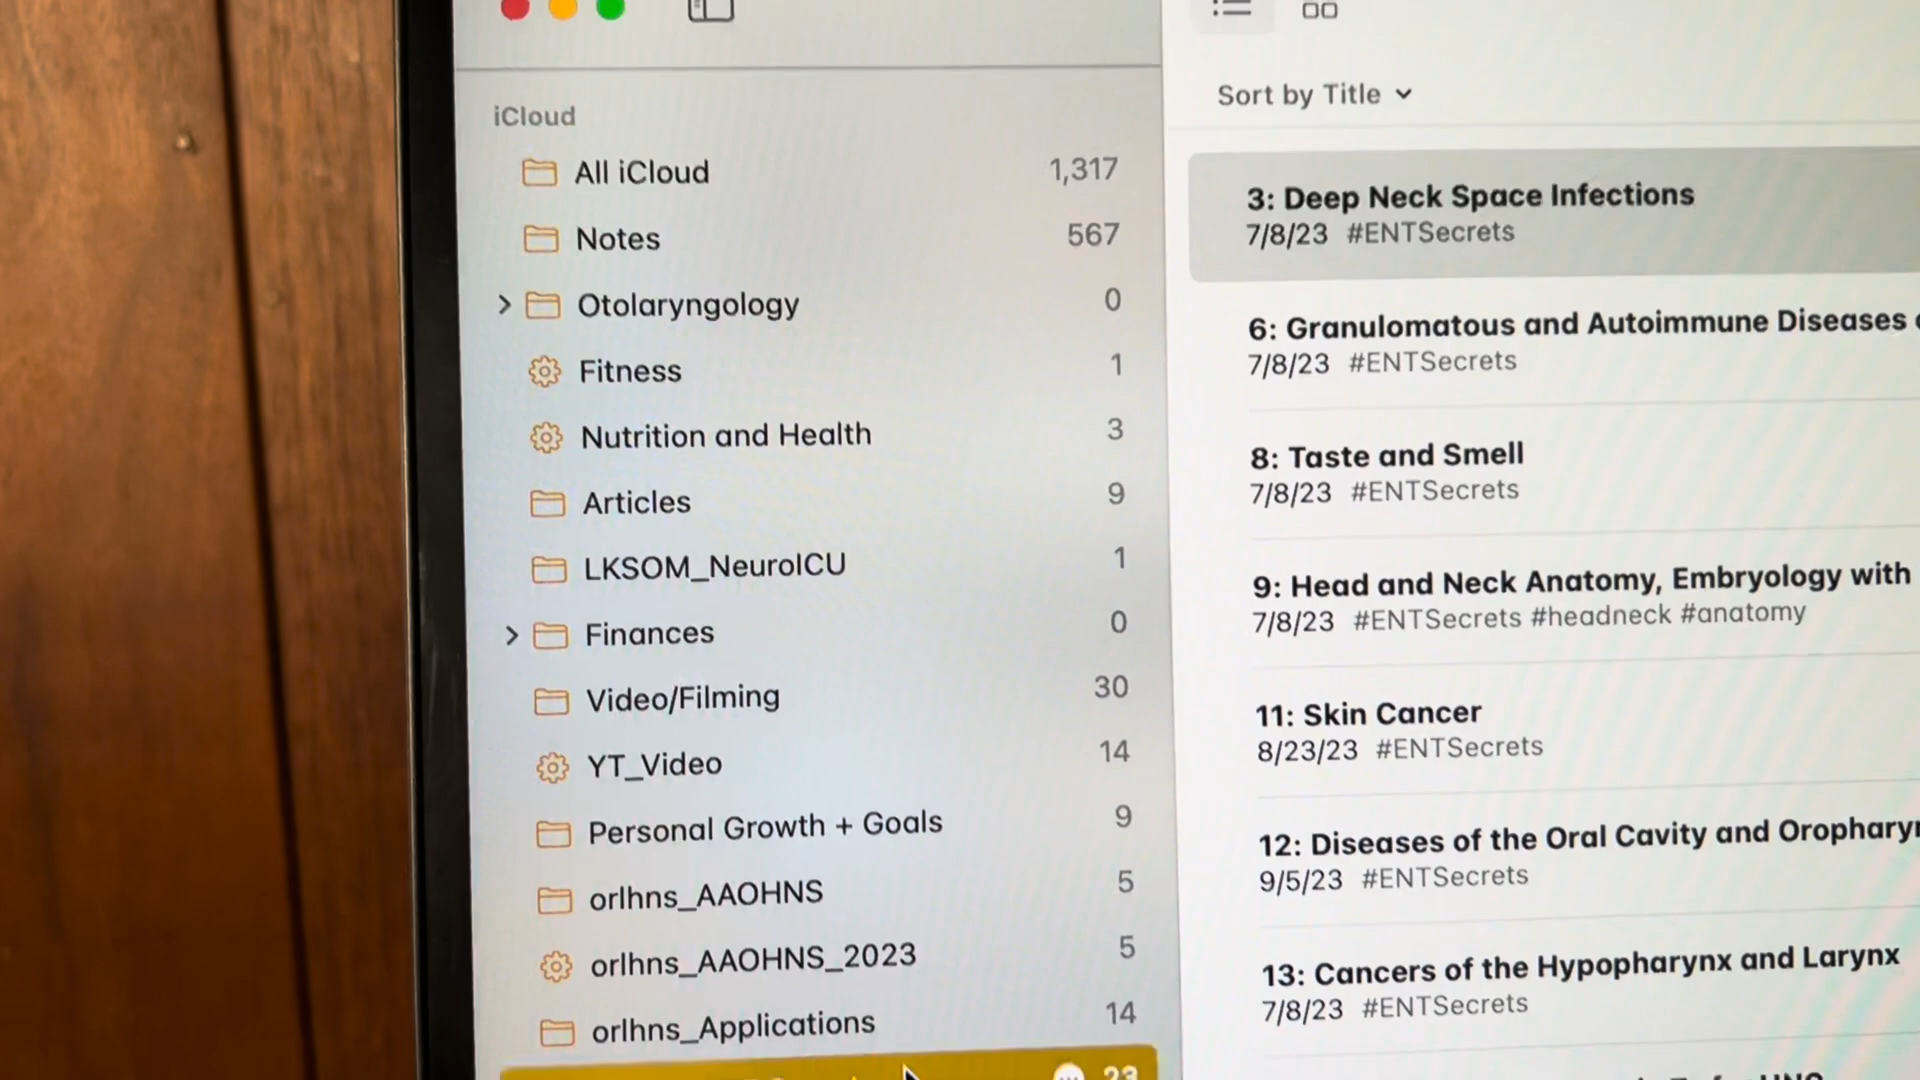 iCloud
All iCloud 1,317
Notes 567
Otolaryngology 0
Fitness 1
Nutrition and Health 3
Articles 9
LKSOM_NeuroICU 1
Finances 0
Video/Filming 30
YT_Video 14
Personal Growth + Goals 9
orlhns_AAOHNS 5
orlhns_AAOHNS_2023 5
orlhns_Applications 14
23
Sort by Title
3: Deep Neck Space Infections
7/8/23 #ENTSecrets
6: Granulomatous and Autoimmune Diseases
7/8/23 #ENTSecrets
8: Taste and Smell
7/8/23 #ENTSecrets
9: Head and Neck Anatomy, Embryology with
7/8/23 #ENTSecrets #headneck #anatomy
11: Skin Cancer
8/23/23 #ENTSecrets
12: Diseases of the Oral Cavity and Orophary
9/5/23 #ENTSecrets
13: Cancers of the Hypopharynx and Larynx
7/8/23 #ENTSecrets